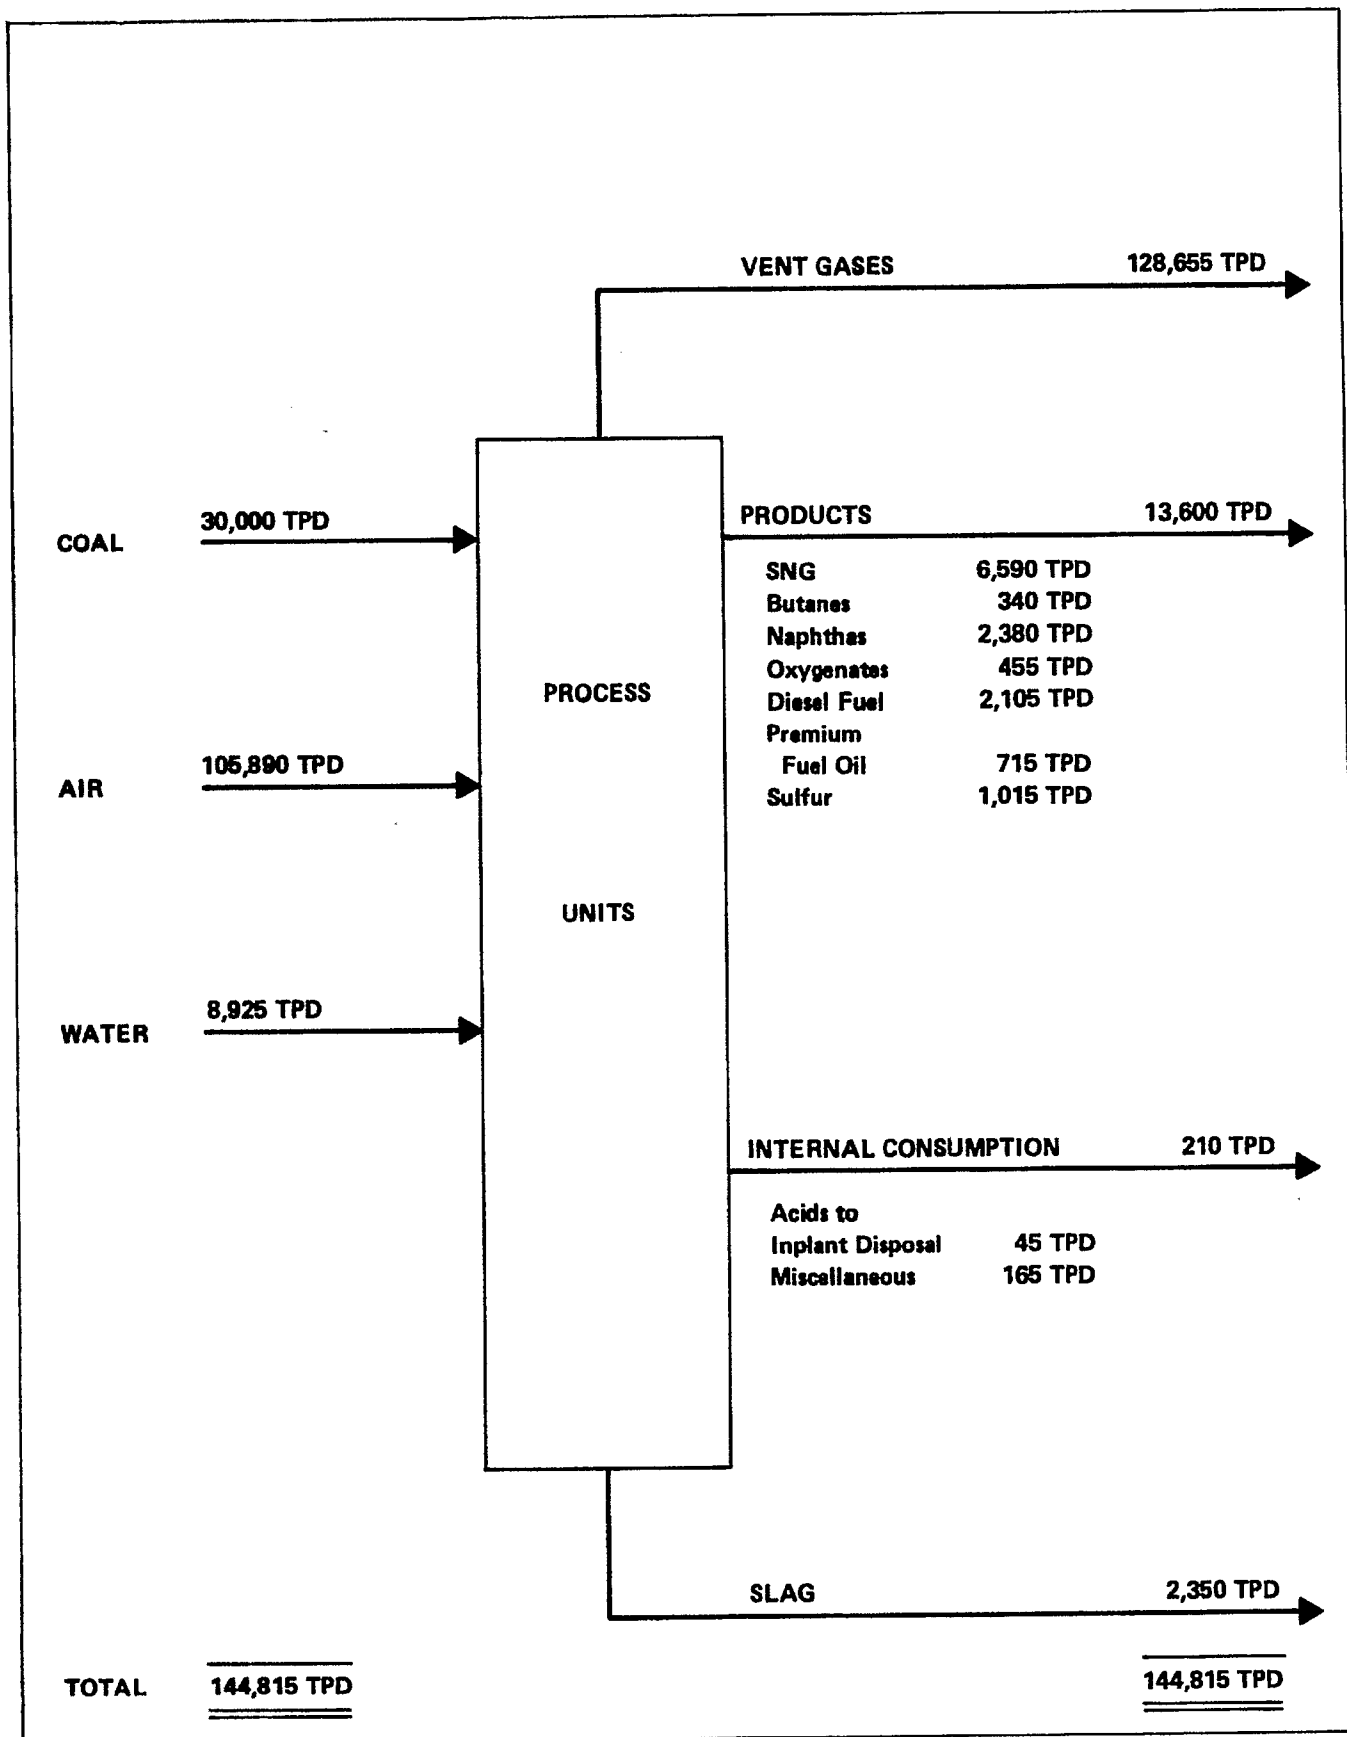 VENT GASES 128,655 TPD
COAL 30,000 TPD
PRODUCTS 13,600 TPD
SNG 6,590 TPD
Butanes 340 TPD
Naphthas 2,380 TPD
Oxygenates 455 TPD
Diesel Fuel 2,105 TPD
Premium
Fuel Oil 715 TPD
Sulfur 1,015 TPD
PROCESS
UNITS
AIR 105,890 TPD
WATER 8,925 TPD
INTERNAL CONSUMPTION 210 TPD
Acids to
Inplant Disposal 45 TPD
Miscellaneous 165 TPD
SLAG 2,350 TPD
TOTAL 144,815 TPD 144,815 TPD